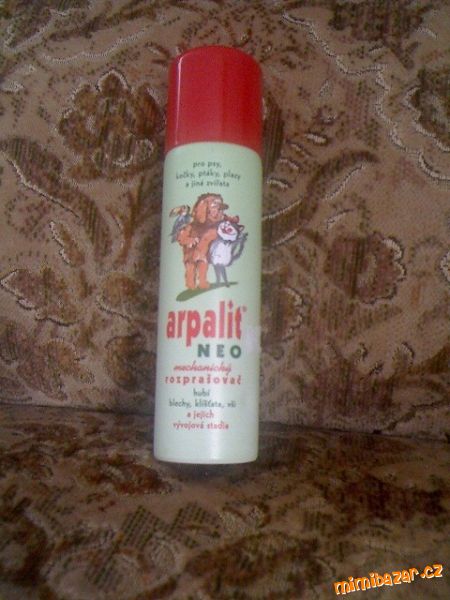 pro psy,
kočky, ptáky, plazy
a jiná zvířata
arpalit®
NEO
mechanický
rozprašovač
hubí
blechy, klíšťata, vši
a jejich
vývojová stadia
mimibazar.cz